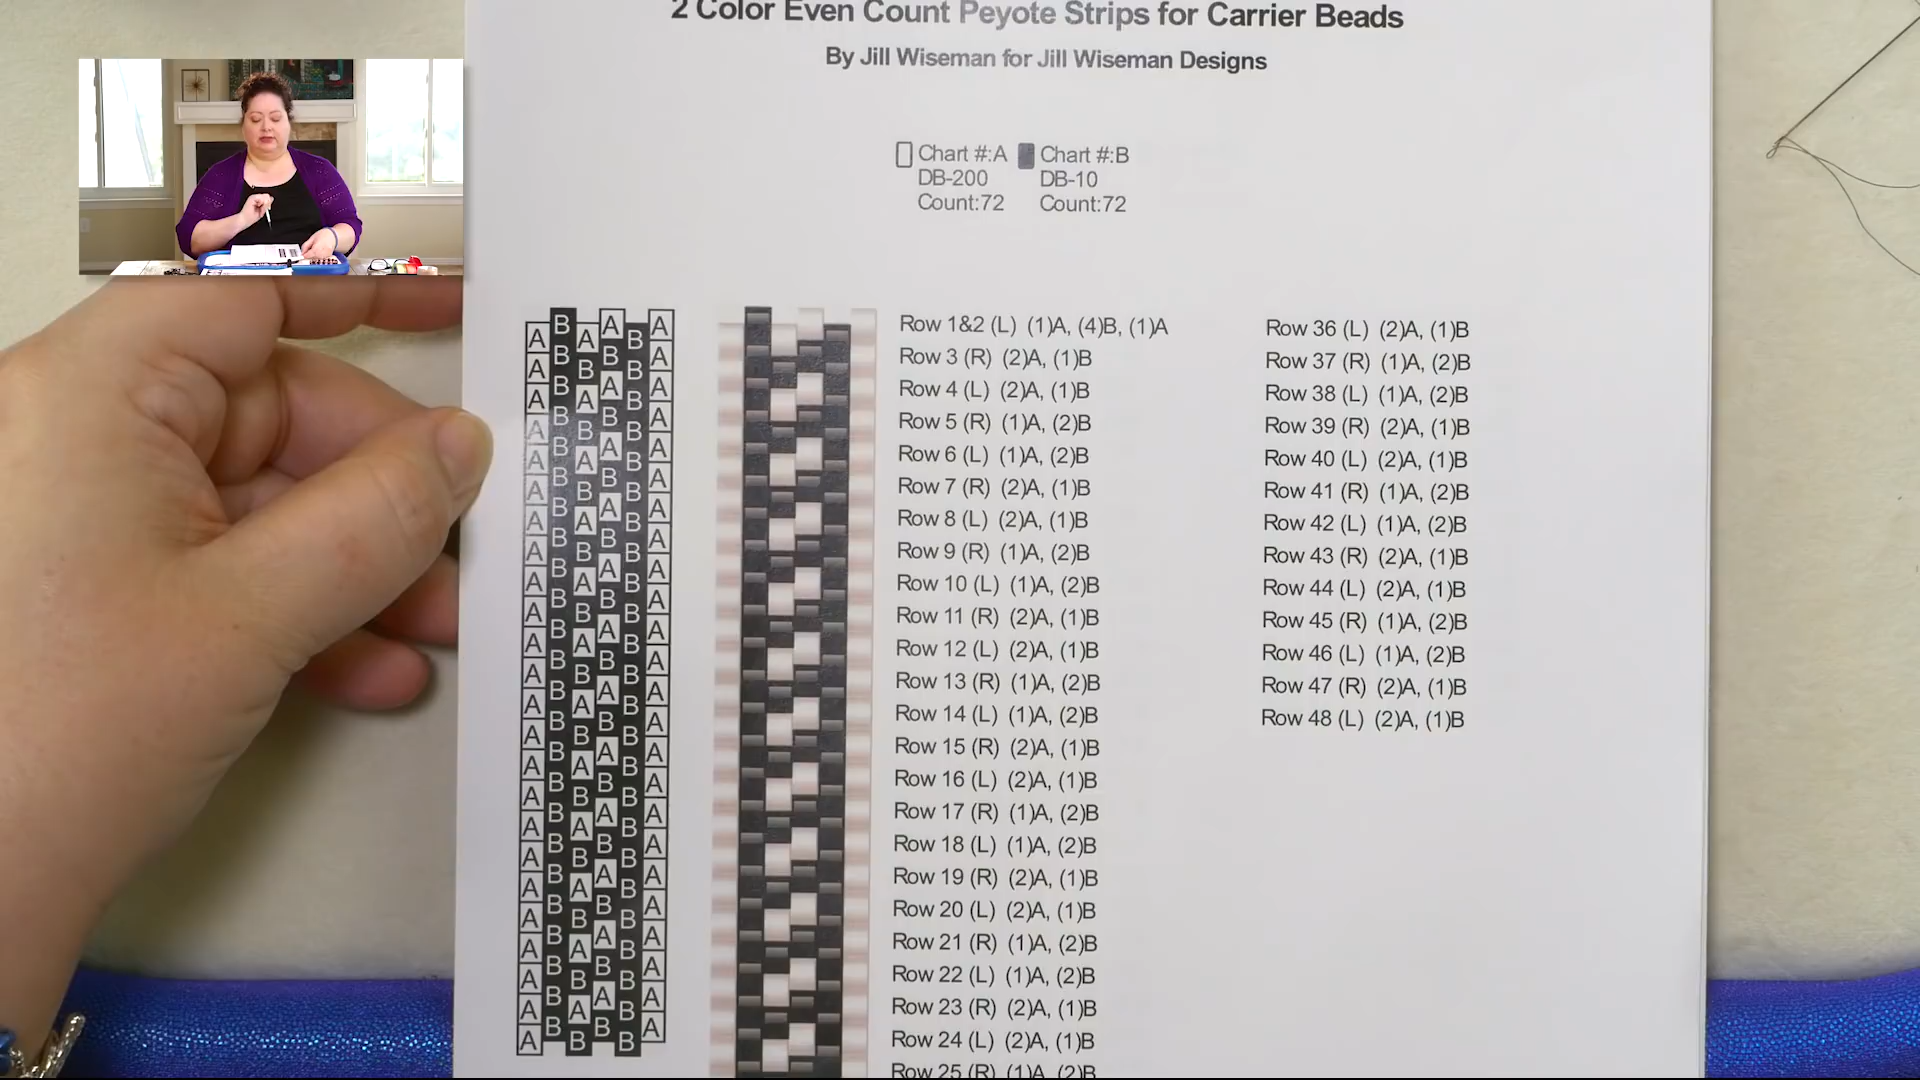 2 Color Even Count Peyote Strips for Carrier Beads
By Jill Wiseman for Jill Wiseman Designs
Chart #:A
DB-200
Count:72
Chart #:B
DB-10
Count:72
Row 1&2 (L) (1)A, (4)B, (1)A
Row 3 (R) (2)A, (1)B
Row 4 (L) (2)A, (1)B
Row 5 (R) (1)A, (2)B
Row 6 (L) (1)A, (2)B
Row 7 (R) (2)A, (1)B
Row 8 (L) (2)A, (1)B
Row 9 (R) (1)A, (2)B
Row 10 (L) (1)A, (2)B
Row 11 (R) (2)A, (1)B
Row 12 (L) (2)A, (1)B
Row 13 (R) (1)A, (2)B
Row 14 (L) (1)A, (2)B
Row 15 (R) (2)A, (1)B
Row 16 (L) (2)A, (1)B
Row 17 (R) (1)A, (2)B
Row 18 (L) (1)A, (2)B
Row 19 (R) (2)A, (1)B
Row 20 (L) (2)A, (1)B
Row 21 (R) (1)A, (2)B
Row 22 (L) (1)A, (2)B
Row 23 (R) (2)A, (1)B
Row 24 (L) (2)A, (1)B
Row 25 (R) (1)A, (2)B
Row 36 (L) (2)A, (1)B
Row 37 (R) (1)A, (2)B
Row 38 (L) (1)A, (2)B
Row 39 (R) (2)A, (1)B
Row 40 (L) (2)A, (1)B
Row 41 (R) (1)A, (2)B
Row 42 (L) (1)A, (2)B
Row 43 (R) (2)A, (1)B
Row 44 (L) (2)A, (1)B
Row 45 (R) (1)A, (2)B
Row 46 (L) (1)A, (2)B
Row 47 (R) (2)A, (1)B
Row 48 (L) (2)A, (1)B